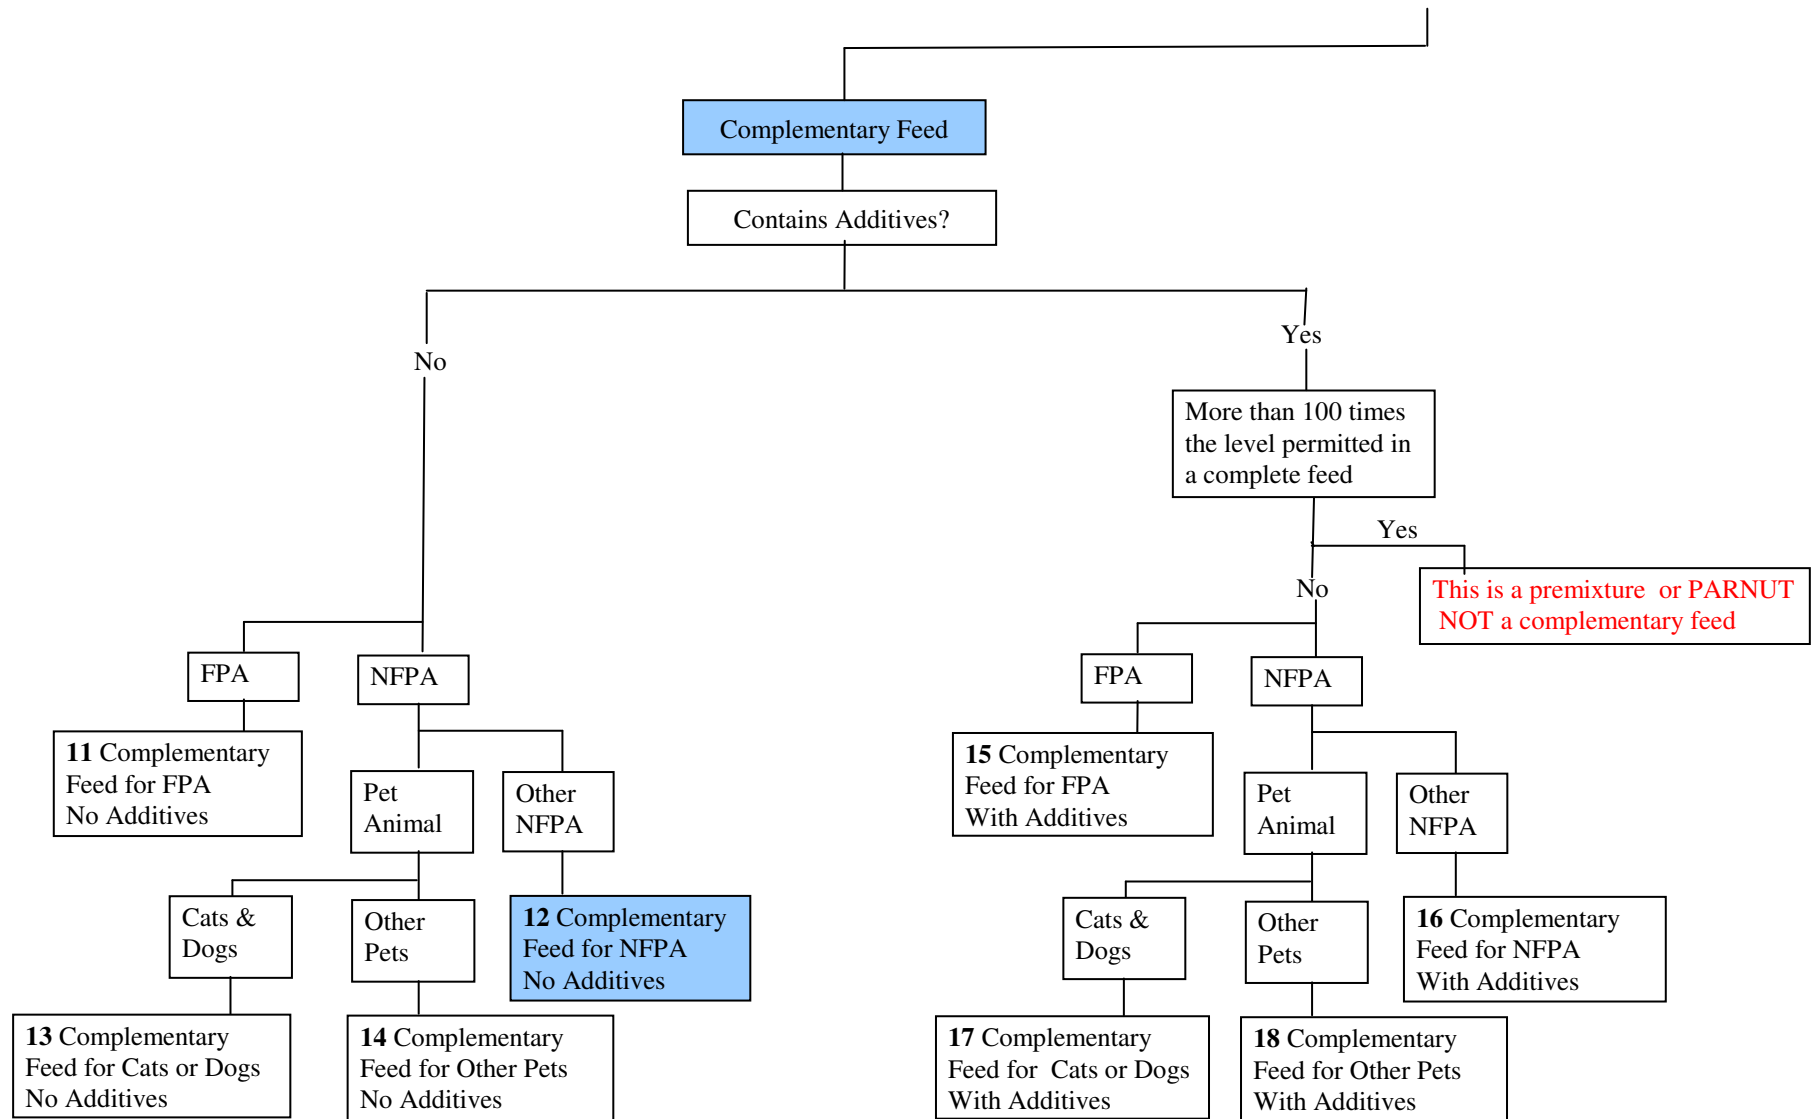 Complementary Feed
Contains Additives?
No
Yes
More than 100 times
the level permitted in
a complete feed
Yes
No
This is a premixture or PARNUT
NOT a complementary feed
FPA
NFPA
11 Complementary
Feed for FPA
No Additives
Pet
Animal
Other
NFPA
Cats &
Dogs
Other
Pets
12 Complementary
Feed for NFPA
No Additives
13 Complementary
Feed for Cats or Dogs
No Additives
14 Complementary
Feed for Other Pets
No Additives
FPA
NFPA
15 Complementary
Feed for FPA
With Additives
Pet
Animal
Other
NFPA
Cats &
Dogs
Other
Pets
16 Complementary
Feed for NFPA
With Additives
17 Complementary
Feed for Cats or Dogs
With Additives
18 Complementary
Feed for Other Pets
With Additives